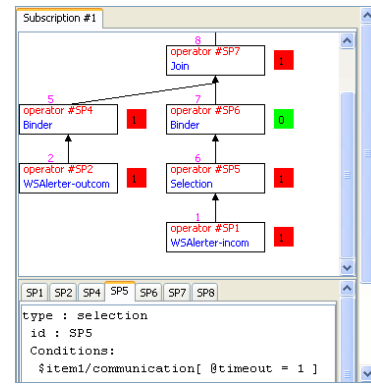 Subscription #1
8
operator #SP7
Join
1
5
operator #SP4
Binder
1
7
operator #SP6
Binder
0
2
operator #SP2
WSAlerter-outcom
1
6
operator #SP5
Selection
1
1
operator #SP1
WSAlerter-incom
1
SP1 SP2 SP4 SP5 SP6 SP7 SP8
type : selection
id : SP5
Conditions:
$item1/communication[ @timeout = 1 ]